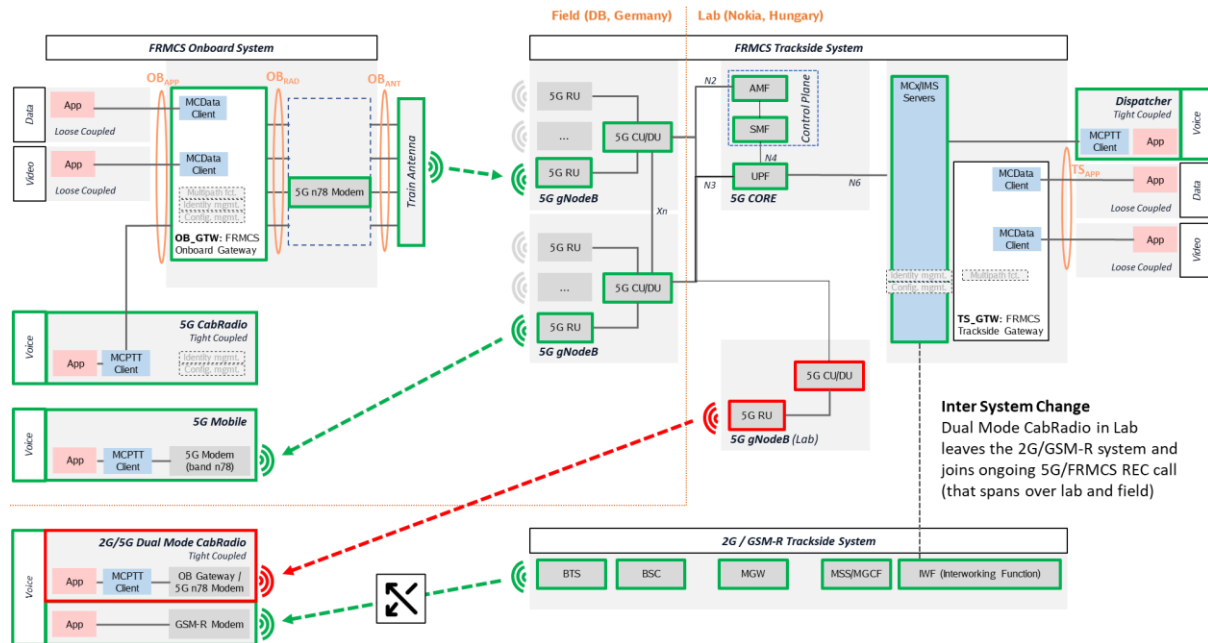 Field (DB, Germany)
Lab (Nokia, Hungary)
FRMCS Onboard System
FRMCS Trackside System
OBAPP
OBRAD
OBANT
Data
App
Loose Coupled
MCData
Client
Video
App
Loose Coupled
MCData
Client
Multipath fct.
Identity mgmt.
Config. mgmt.
OB_GTW: FRMCS
Onboard Gateway
5G n78 Modem
Train Antenna
5G RU
...
5G RU
5G CU/DU
5G gNodeB
Xn
5G RU
...
5G RU
5G CU/DU
5G gNodeB
N2
AMF
SMF
Control Plane
N4
N3
UPF
N6
5G CORE
MCx/IMS
Servers
Identity mgmt.
Config. mgmt.
Multipath fct.
TS_GTW: FRMCS
Trackside Gateway
MCData
Client
MCData
Client
TSAPP
Dispatcher
Tight Coupled
MCPTT
Client
App
Voice
App
Loose Coupled
Data
App
Loose Coupled
Video
Voice
5G CabRadio
Tight Coupled
App
MCPTT
Client
Identity mgmt.
Config. mgmt.
Voice
5G Mobile
App
MCPTT
Client
5G Modem
(band n78)
5G CU/DU
5G RU
5G gNodeB (Lab)
Inter System Change
Dual Mode CabRadio in Lab
leaves the 2G/GSM-R system and
joins ongoing 5G/FRMCS REC call
(that spans over lab and field)
Voice
2G/5G Dual Mode CabRadio
Tight Coupled
App
MCPTT
Client
OB Gateway /
5G n78 Modem
App
GSM-R Modem
2G / GSM-R Trackside System
BTS
BSC
MGW
MSS/MGCF
IWF (Interworking Function)